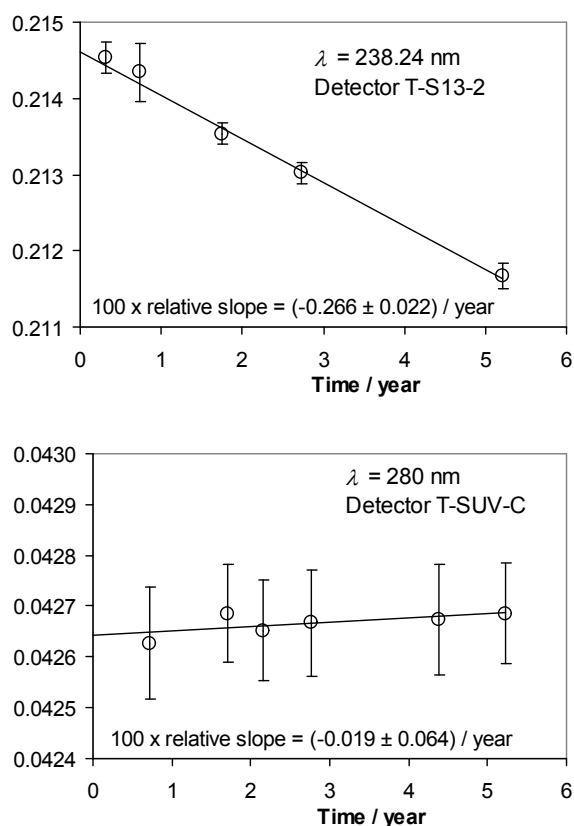 0.215
λ = 238.24 nm
Detector T-S13-2
0.214
0.213
0.212
100 x relative slope = (-0.266 ± 0.022) / year
0.211
0 1 2 3 4 5 6
Time / year
0.0430
λ = 280 nm
0.0429
Detector T-SUV-C
0.0428
0.0427
0.0426
0.0425
100 x relative slope = (-0.019 ± 0.064) / year
0.0424
0 1 2 3 4 5 6
Time / year